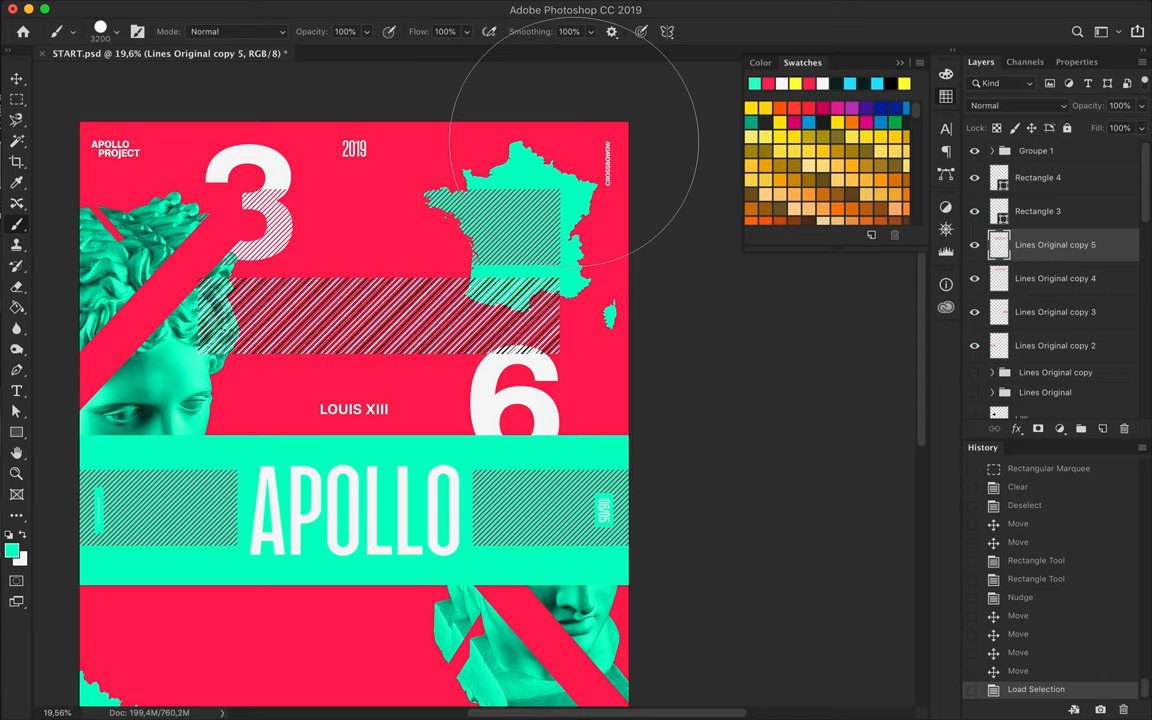 Adobe Photoshop CC 2019
3200
Mode:
Normal
Opacity: 100%
Flow: 100%
Smoothing: 100%
START.psd @ 19,6% (Lines Original copy 5, RGB/8) *
Color
Swatches
Layers
Channels
Properties
Kind
Normal
Opacity: 100%
Lock:
Fill: 100%
Groupe 1
Rectangle 4
Rectangle 3
Lines Original copy 5
Lines Original copy 4
Lines Original copy 3
Lines Original copy 2
Lines Original copy
Lines Original
History
Rectangular Marquee
Clear
Deselect
Move
Move
Rectangle Tool
Rectangle Tool
Nudge
Move
Move
Move
Move
Load Selection
APOLLO
PROJECT
3
2019
CROSSBOWOW
6
LOUIS XIII
APOLLO
19,56%
Doc: 199,4M/760,2M